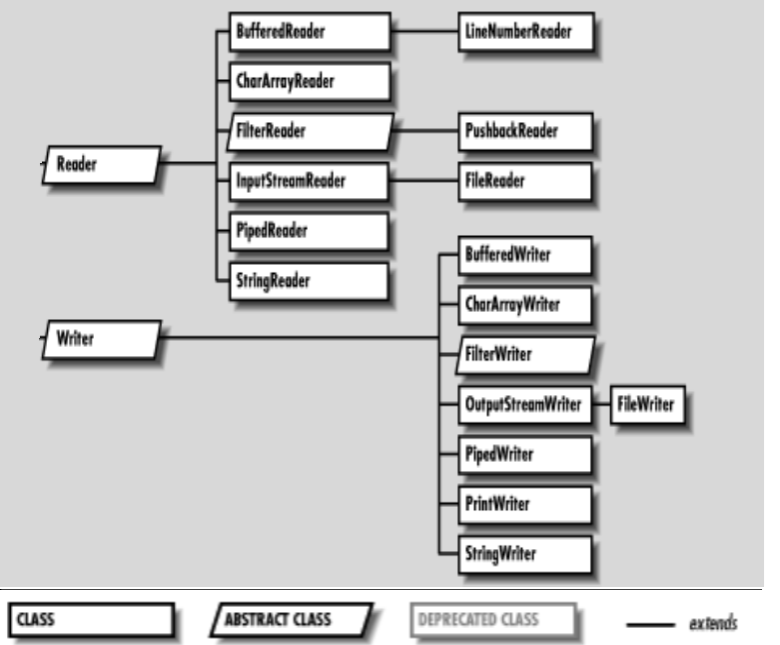 BufferedReader
LineNumberReader
CharArrayReader
FilterReader
PushbackReader
Reader
InputStreamReader
FileReader
PipedReader
StringReader
BufferedWriter
CharArrayWriter
Writer
FilterWriter
OutputStreamWriter
FileWriter
PipedWriter
PrintWriter
StringWriter
CLASS
ABSTRACT CLASS
DEPRECATED CLASS
extends